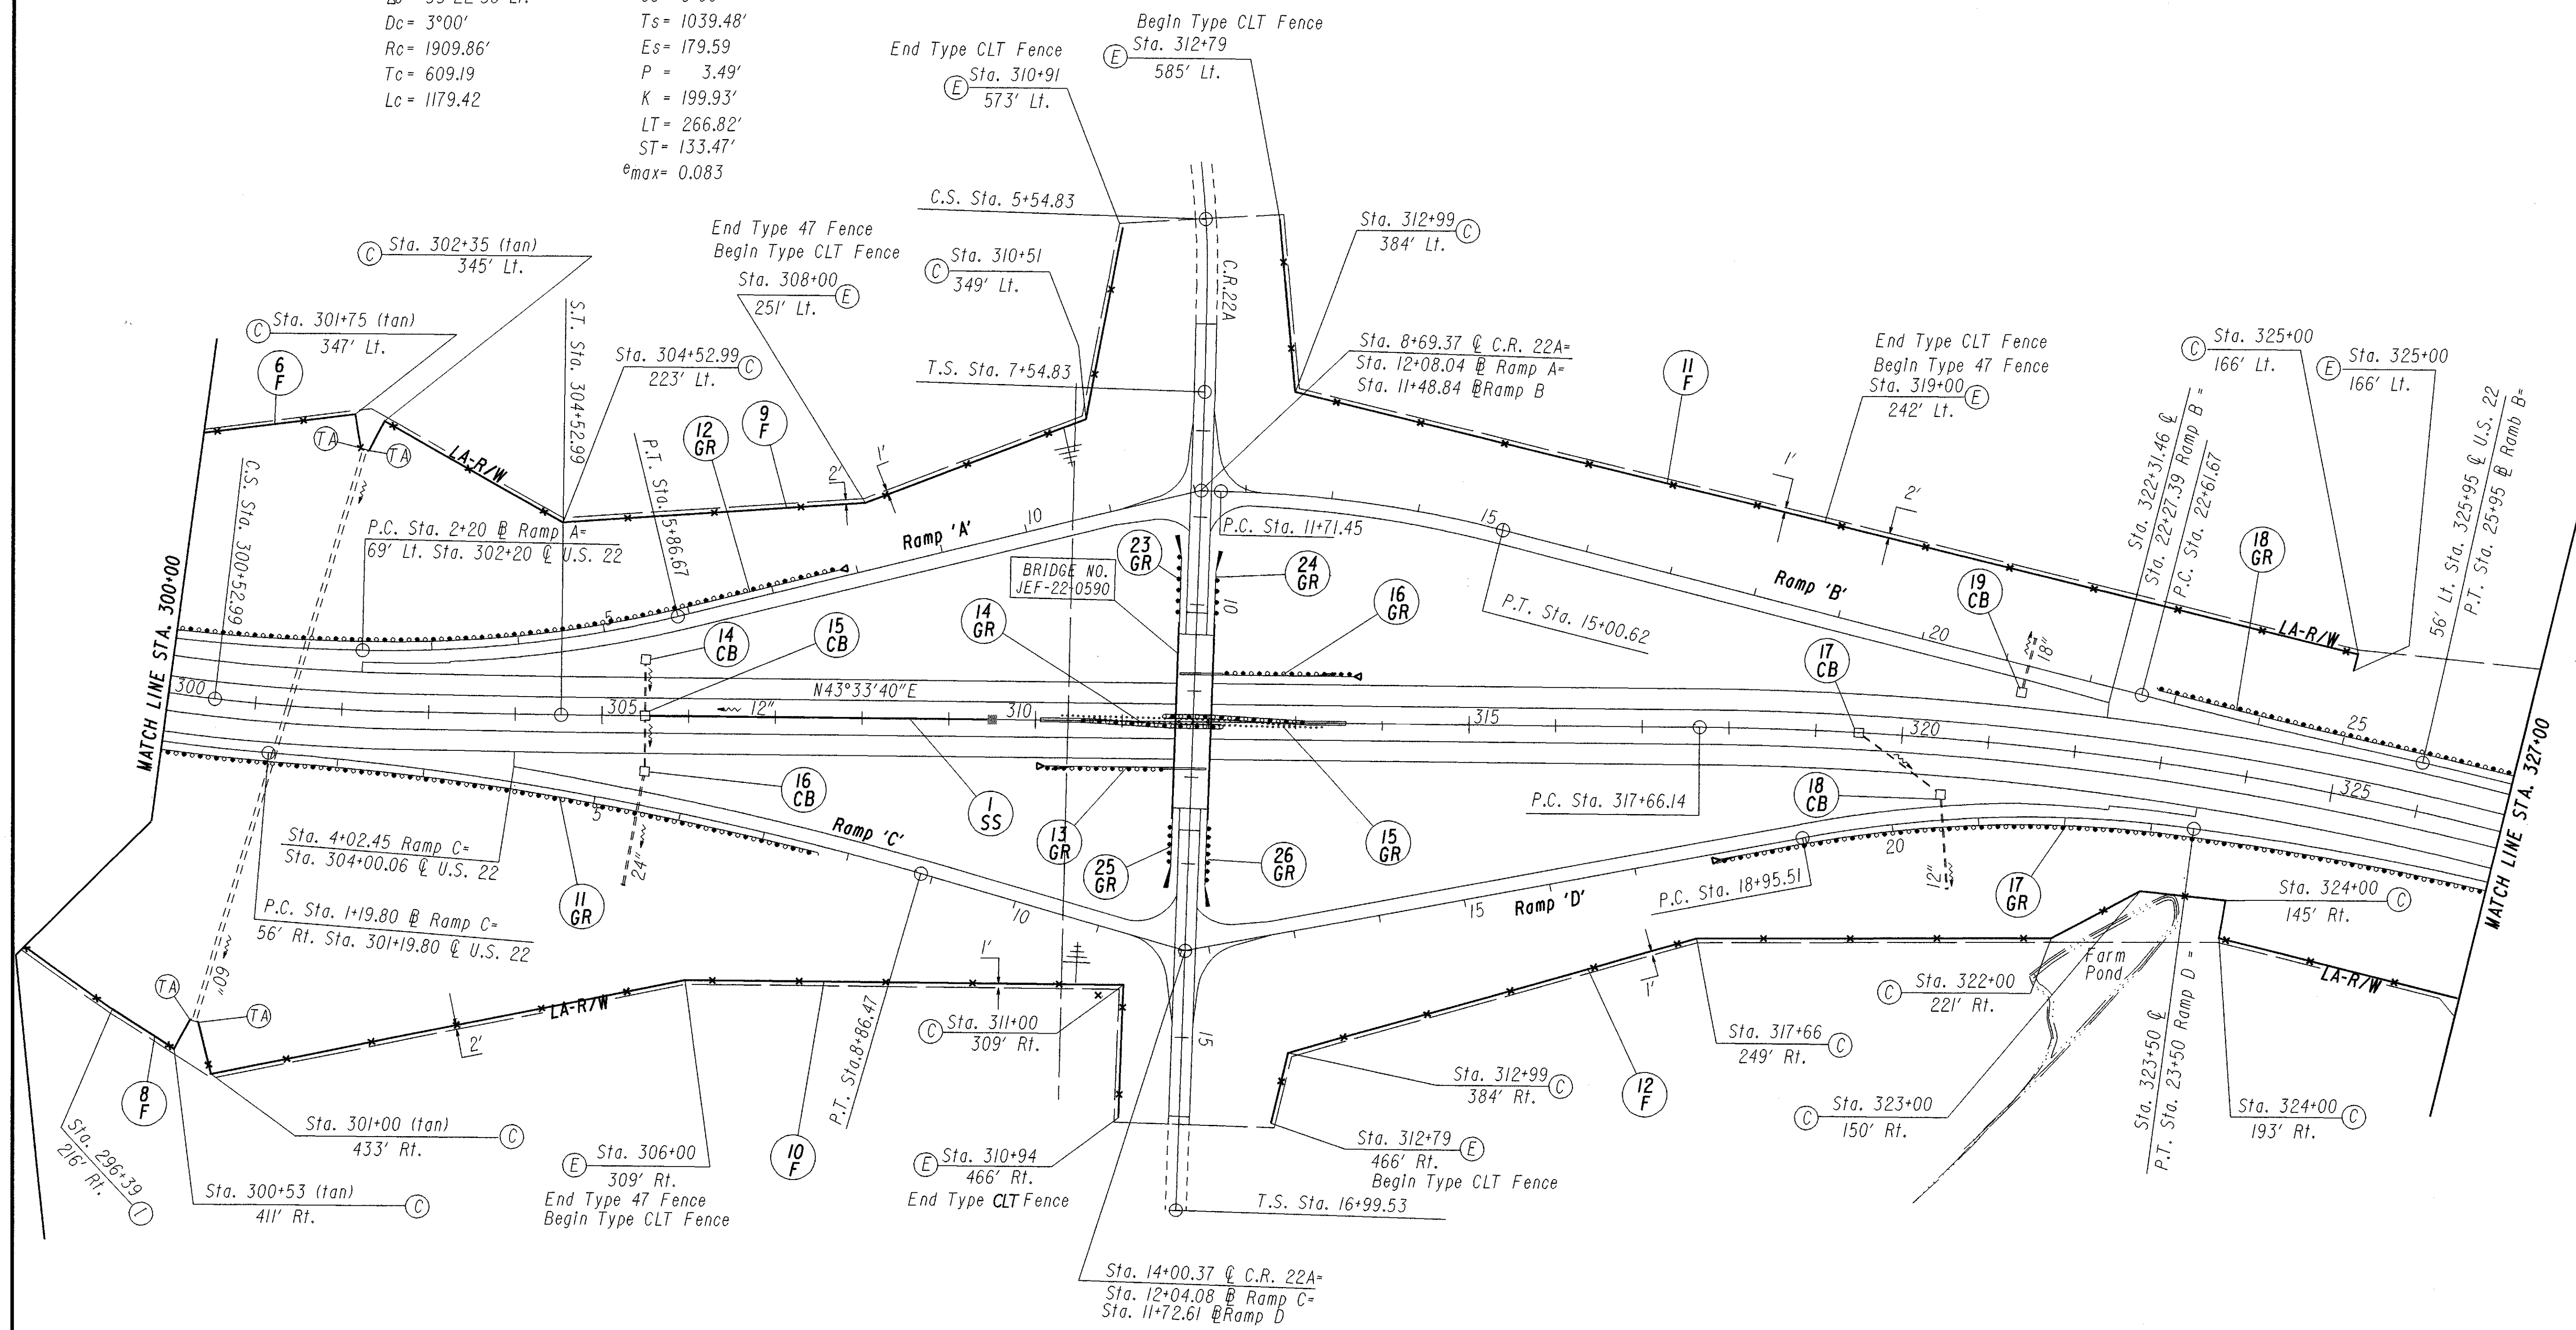 Dc = 3°00'
Rc = 1909.86'
Tc = 609.19
Lc = 1179.42
Ts = 1039.48'
Es = 179.59
P = 3.49'
K = 199.93'
LT = 266.82'
ST = 133.47'
emax = 0.083
End Type CLT Fence
E Sta. 310+91
573' Lt.
Begin Type CLT Fence
E Sta. 312+79
585' Lt.
C.S. Sta. 5+54.83
C Sta. 302+35 (tan)
345' Lt.
End Type 47 Fence
Begin Type CLT Fence
Sta. 308+00 E
251' Lt.
C Sta. 310+51
349' Lt.
Sta. 312+99 C
384' Lt.
C.R.22A
C Sta. 301+75 (tan)
347' Lt.
S.T. Sta. 304+52.99
Sta. 304+52.99 C
223' Lt.
T.S. Sta. 7+54.83
Sta. 8+69.37 ℄ C.R. 22A=
Sta. 12+08.04 ⅊ Ramp A=
Sta. 11+48.84 ⅊ Ramp B
End Type CLT Fence
Begin Type 47 Fence
Sta. 319+00 E
242' Lt.
C Sta. 325+00
166' Lt.
E Sta. 325+00
166' Lt.
6
F
TA
TA
LA-R/W
12
GR
9
F
2'
1'
11
F
1'
2'
Sta. 322+31.46 ℄
Sta. 22+27.39 Ramp B =
P.C. Sta. 22+61.67
56' Lt. Sta. 325+95 ℄ U.S. 22
P.T. Sta. 25+95 ⅊ Ramb B=
MATCH LINE STA. 300+00
C.S. Sta. 300+52.99
P.C. Sta. 2+20 ⅊ Ramp A=
69' Lt. Sta. 302+20 ℄ U.S. 22
P.T. Sta. 5+86.67
5
Ramp 'A'
10
P.C. Sta. 11+71.45
15
P.T. Sta. 15+00.62
Ramp 'B'
20
19
CB
18"
18
GR
LA-R/W
25
BRIDGE NO.
JEF-22-0590
23
GR
24
GR
10
16
GR
14
GR
14
CB
15
CB
17
CB
300
305
N43°33'40"E
12"
310
315
320
325
16
CB
1
SS
13
GR
15
GR
P.C. Sta. 317+66.14
18
CB
MATCH LINE STA. 327+00
Sta. 4+02.45 Ramp C=
Sta. 304+00.06 ℄ U.S. 22
5
24"
Ramp 'C'
25
GR
26
GR
20
12"
P.C. Sta. 18+95.51
17
GR
Sta. 324+00 C
145' Rt.
11
GR
P.C. Sta. 1+19.80 ⅊ Ramp C=
56' Rt. Sta. 301+19.80 ℄ U.S. 22
10
15
Ramp 'D'
60"
TA
TA
LA-R/W
2'
1'
1'
P.T. Sta. 8+86.47
C Sta. 311+00
309' Rt.
15
Farm
Pond
C Sta. 322+00
221' Rt.
LA-R/W
Sta. 317+66 C
249' Rt.
Sta. 312+99 C
384' Rt.
12
F
C Sta. 323+00
150' Rt.
Sta. 323+50 ℄
P.T. Sta. 23+50 Ramp D =
Sta. 324+00 C
193' Rt.
8
F
Sta. 296+39
216' Rt.
Sta. 301+00 (tan) C
433' Rt.
Sta. 300+53 (tan) C
411' Rt.
E Sta. 306+00
309' Rt.
End Type 47 Fence
Begin Type CLT Fence
10
F
E Sta. 310+94
466' Rt.
End Type CLT Fence
Sta. 312+79 E
466' Rt.
Begin Type CLT Fence
T.S. Sta. 16+99.53
Sta. 14+00.37 ℄ C.R. 22A=
Sta. 12+04.08 ⅊ Ramp C=
Sta. 11+72.61 ⅊ Ramp D